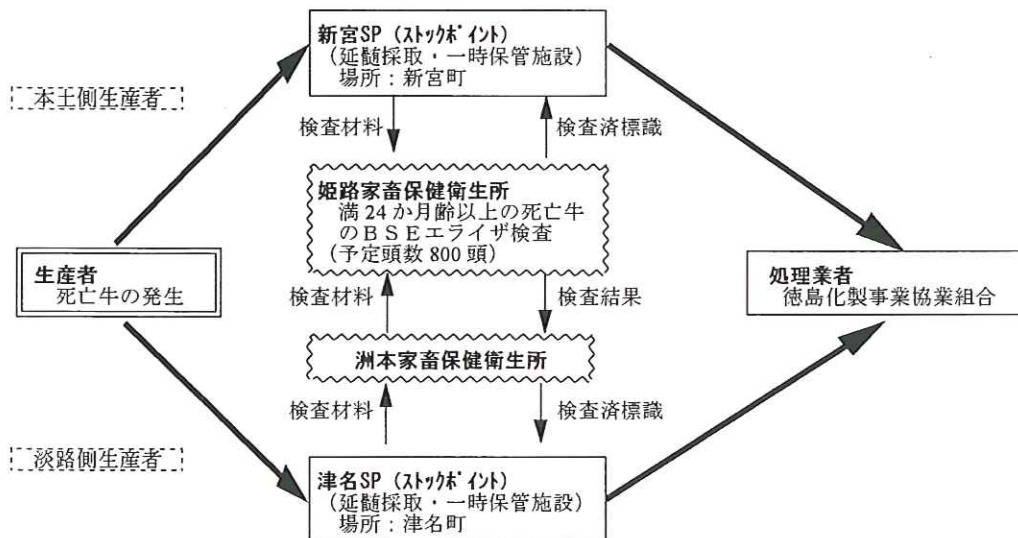 新宮SP（ｽﾄｯｸﾎﾟｲﾝﾄ）
（延髄採取・一時保管施設）
場所：新宮町
本土側生産者
検査材料
検査済標識
姫路家畜保健衛生所
満24か月齢以上の死亡牛
のＢＳＥエライザ検査
（予定頭数800頭）
生産者
死亡牛の発生
処理業者
徳島化製事業協業組合
検査材料
検査結果
洲本家畜保健衛生所
検査材料
検査済標識
淡路側生産者
津名SP（ｽﾄｯｸﾎﾟｲﾝﾄ）
（延髄採取・一時保管施設）
場所：津名町